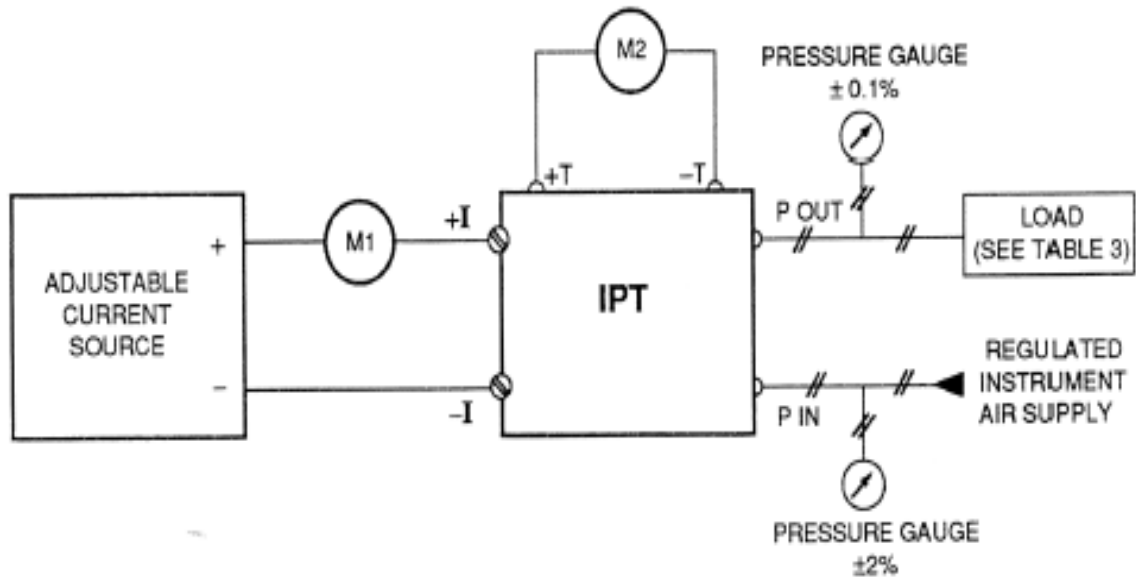 M2
PRESSURE GAUGE
± 0.1%
+T
–T
P OUT
LOAD
(SEE TABLE 3)
+I
M1
+
ADJUSTABLE
CURRENT
SOURCE
–
–I
IPT
P IN
REGULATED
INSTRUMENT
AIR SUPPLY
PRESSURE GAUGE
±2%